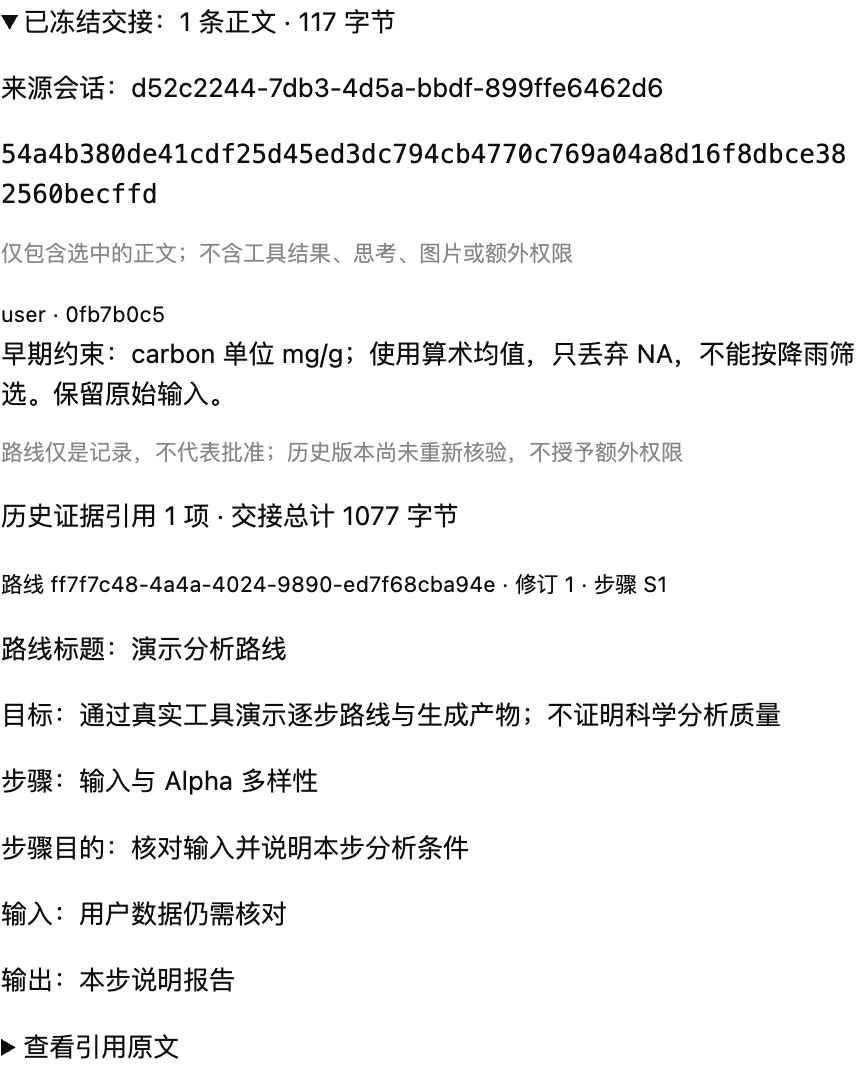 ▼已冻结交接：1 条正文 · 117 字节
来源会话：d52c2244-7db3-4d5a-bbdf-899ffe6462d6
54a4b380de41cdf25d45ed3dc794cb4770c769a04a8d16f8dbce38
2560becffd
仅包含选中的正文；不含工具结果、思考、图片或额外权限
user · 0fb7b0c5
早期约束：carbon 单位 mg/g；使用算术均值，只丢弃 NA，不能按降雨筛
选。保留原始输入。
路线仅是记录，不代表批准；历史版本尚未重新核验，不授予额外权限
历史证据引用 1 项 · 交接总计 1077 字节
路线 ff7f7c48-4a4a-4024-9890-ed7f68cba94e · 修订 1 · 步骤 S1
路线标题：演示分析路线
目标：通过真实工具演示逐步路线与生成产物；不证明科学分析质量
步骤：输入与 Alpha 多样性
步骤目的：核对输入并说明本步分析条件
输入：用户数据仍需核对
输出：本步说明报告
▶查看引用原文